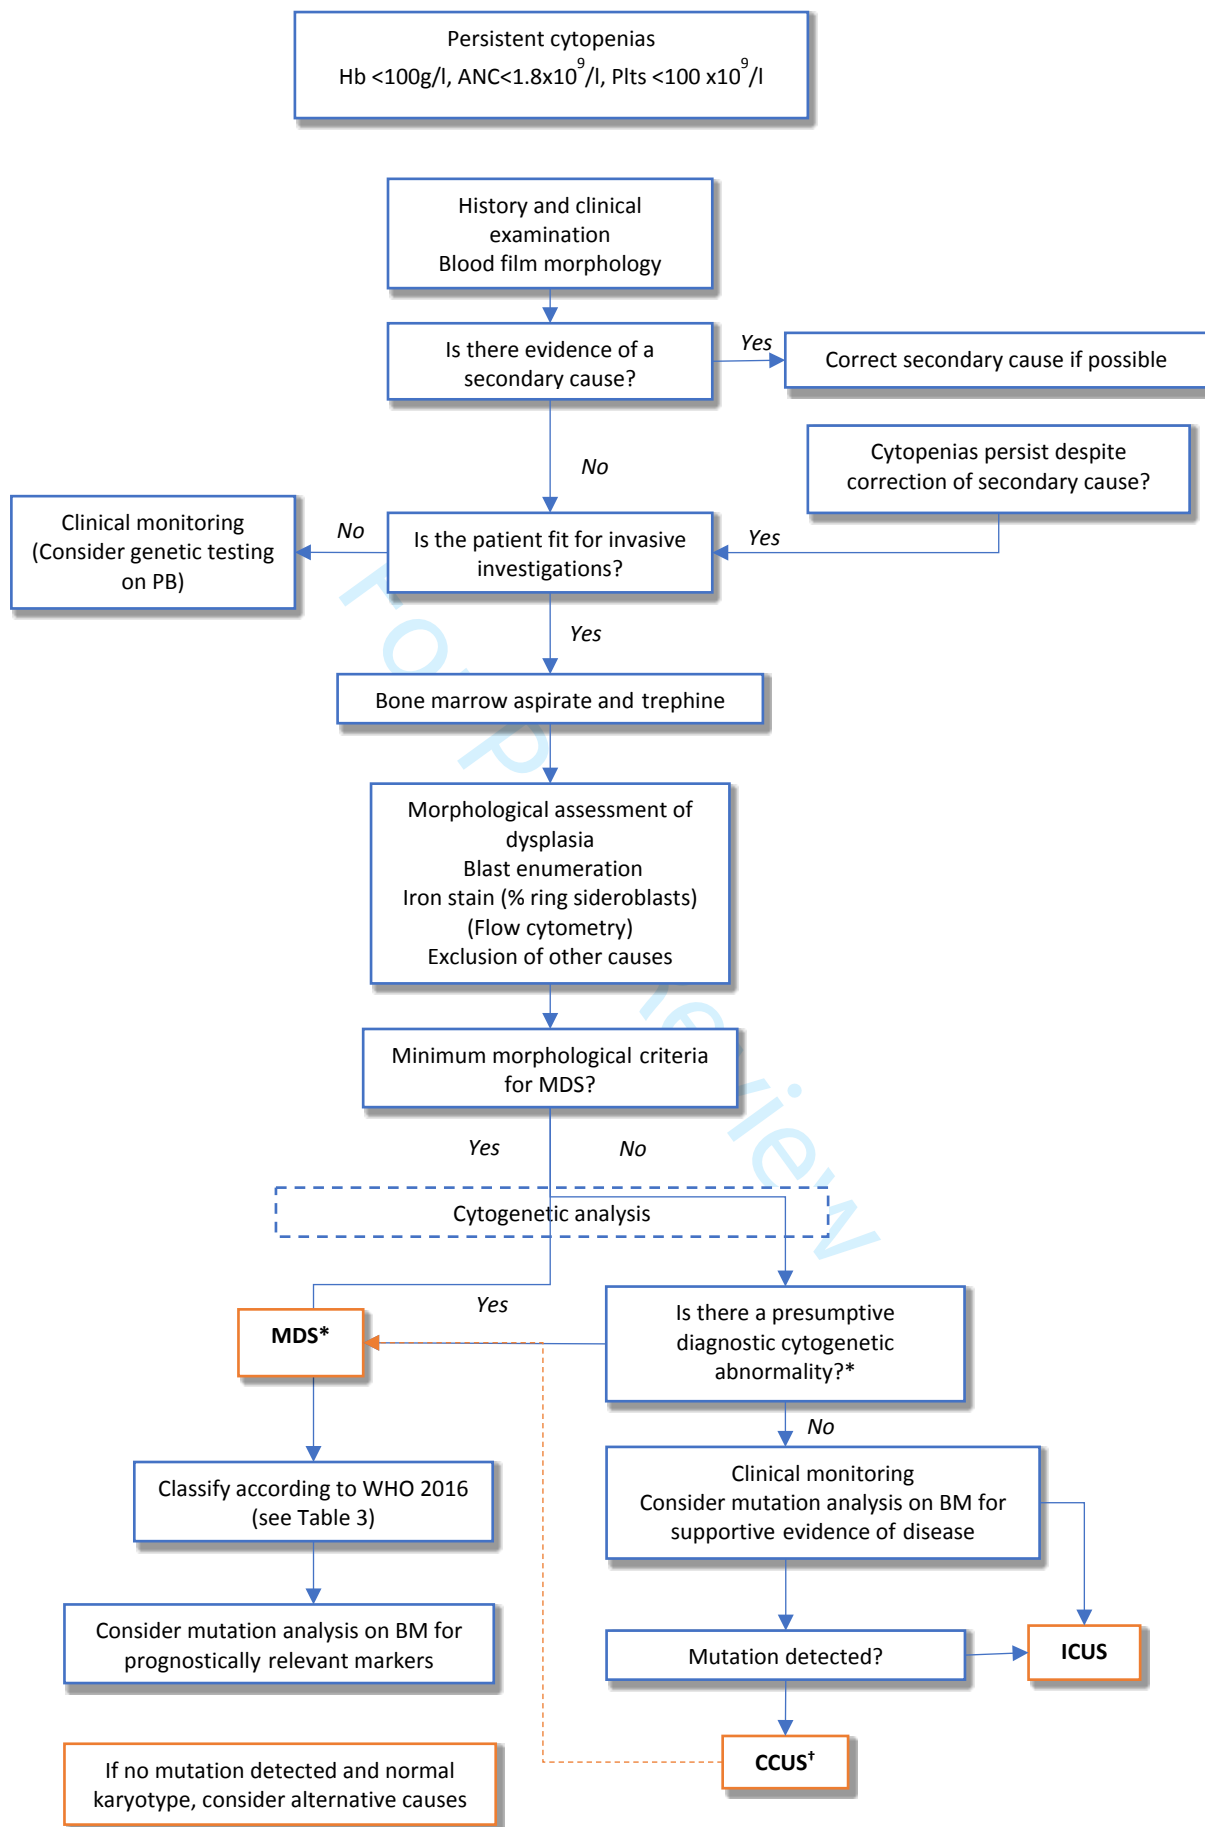 Persistent cytopenias
Hb <100g/l, ANC<1.8x10⁹/l, Plts <100 x10⁹/l
History and clinical
examination
Blood film morphology
Is there evidence of a
secondary cause?
Yes
Correct secondary cause if possible
No
Cytopenias persist despite
correction of secondary cause?
Clinical monitoring
(Consider genetic testing
on PB)
No
Is the patient fit for invasive
investigations?
Yes
Yes
Bone marrow aspirate and trephine
Morphological assessment of
dysplasia
Blast enumeration
Iron stain (% ring sideroblasts)
(Flow cytometry)
Exclusion of other causes
Minimum morphological criteria
for MDS?
Yes
No
Cytogenetic analysis
MDS*
Yes
Is there a presumptive
diagnostic cytogenetic
abnormality?*
No
Classify according to WHO 2016
(see Table 3)
Clinical monitoring
Consider mutation analysis on BM for
supportive evidence of disease
Consider mutation analysis on BM for
prognostically relevant markers
Mutation detected?
ICUS
CCUS†
If no mutation detected and normal
karyotype, consider alternative causes
For P
eview